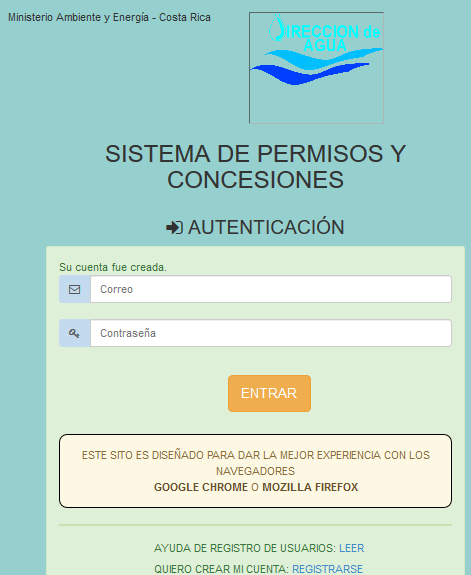 Ministerio Ambiente y Energía - Costa Rica
DIRECCION de
AGUA
SISTEMA DE PERMISOS Y
CONCESIONES
AUTENTICACIÓN
Su cuenta fue creada.
Correo
Contraseña
ENTRAR
ESTE SITO ES DISEÑADO PARA DAR LA MEJOR EXPERIENCIA CON LOS
NAVEGADORES
GOOGLE CHROME O MOZILLA FIREFOX
AYUDA DE REGISTRO DE USUARIOS: LEER
QUIERO CREAR MI CUENTA: REGISTRARSE